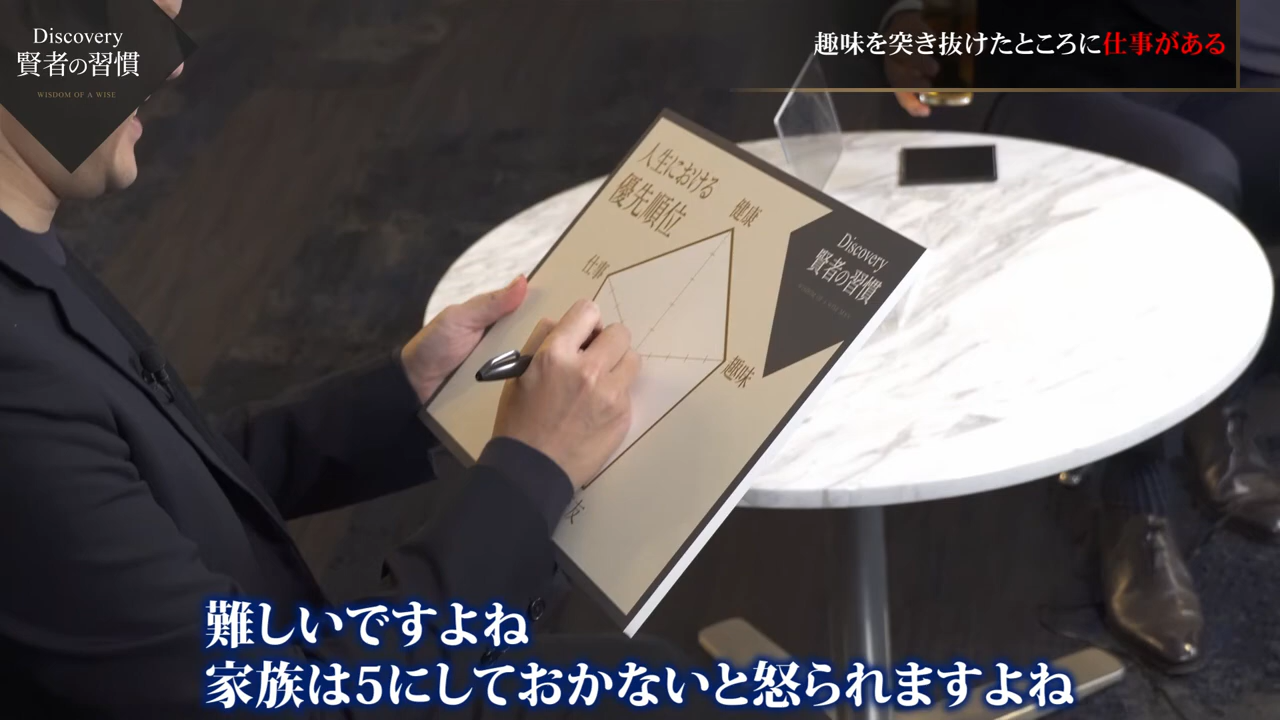 Discovery
賢者の習慣
WISDOM OF A WISE
趣味を突き抜けたところに仕事がある
人生における
優先順位
健康
仕事
趣味
友
Discovery
賢者の習慣
難しいですよね
家族は5にしておかないと怒られますよね